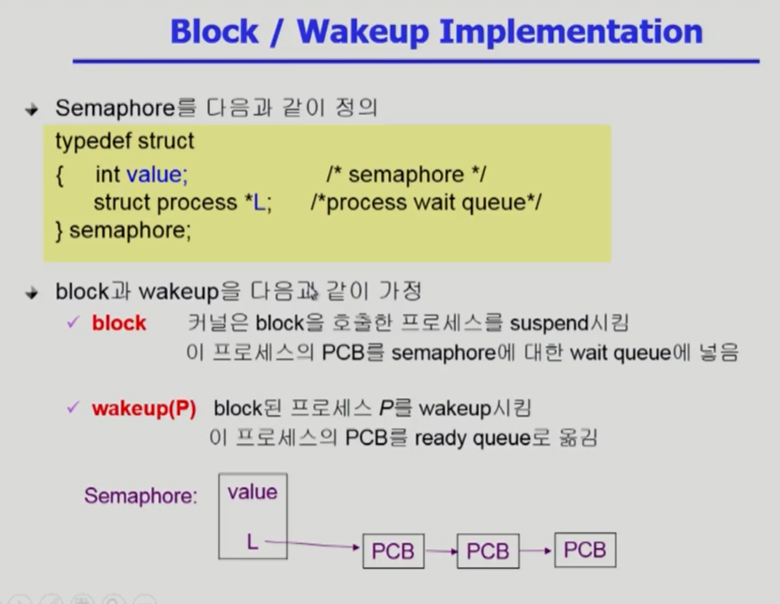 Block / Wakeup Implementation
Semaphore를 다음과 같이 정의
typedef struct
{ int value; /* semaphore */
struct process *L; /*process wait queue*/
} semaphore;
block과 wakeup을 다음과 같이 가정
block 커널은 block을 호출한 프로세스를 suspend시킴
이 프로세스의 PCB를 semaphore에 대한 wait queue에 넣음
wakeup(P) block된 프로세스 P를 wakeup시킴
이 프로세스의 PCB를 ready queue로 옮김
Semaphore: value
L PCB PCB PCB